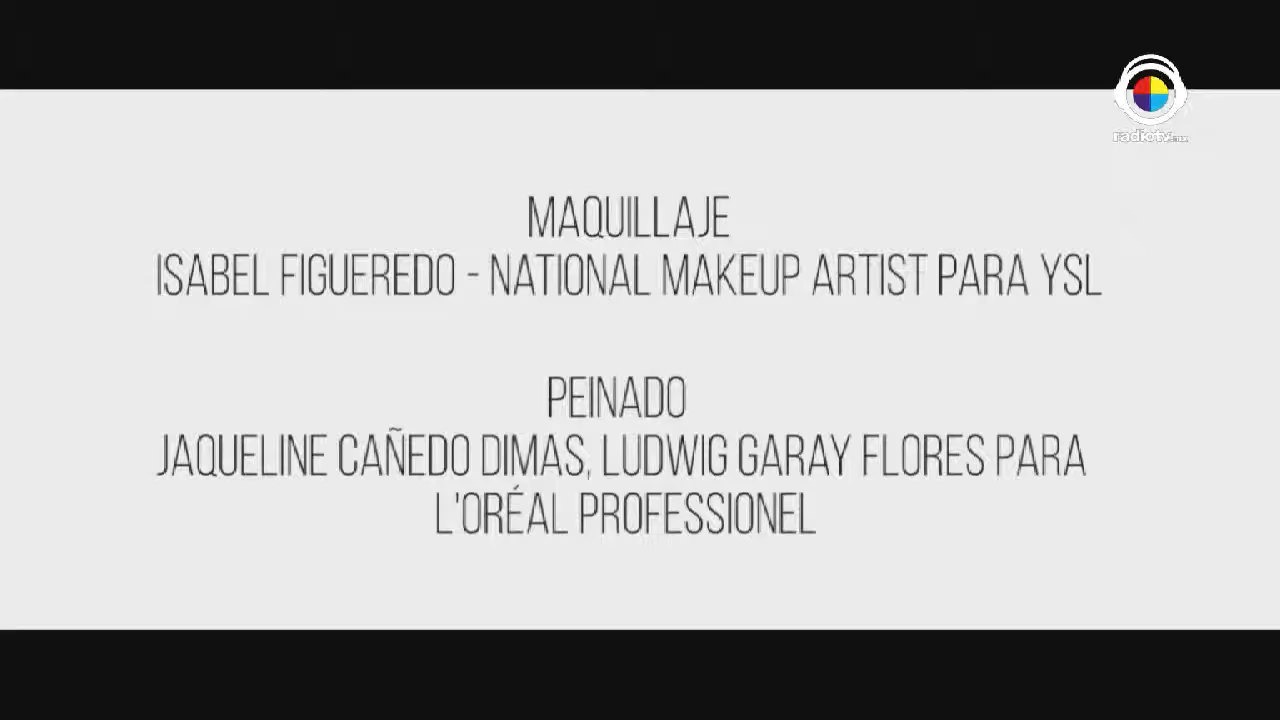 radiotv.mx
MAQUILLAJE
ISABEL FIGUEREDO - NATIONAL MAKEUP ARTIST PARA YSL
PEINADO
JAQUELINE CAÑEDO DIMAS, LUDWIG GARAY FLORES PARA
L'ORÉAL PROFESSIONEL